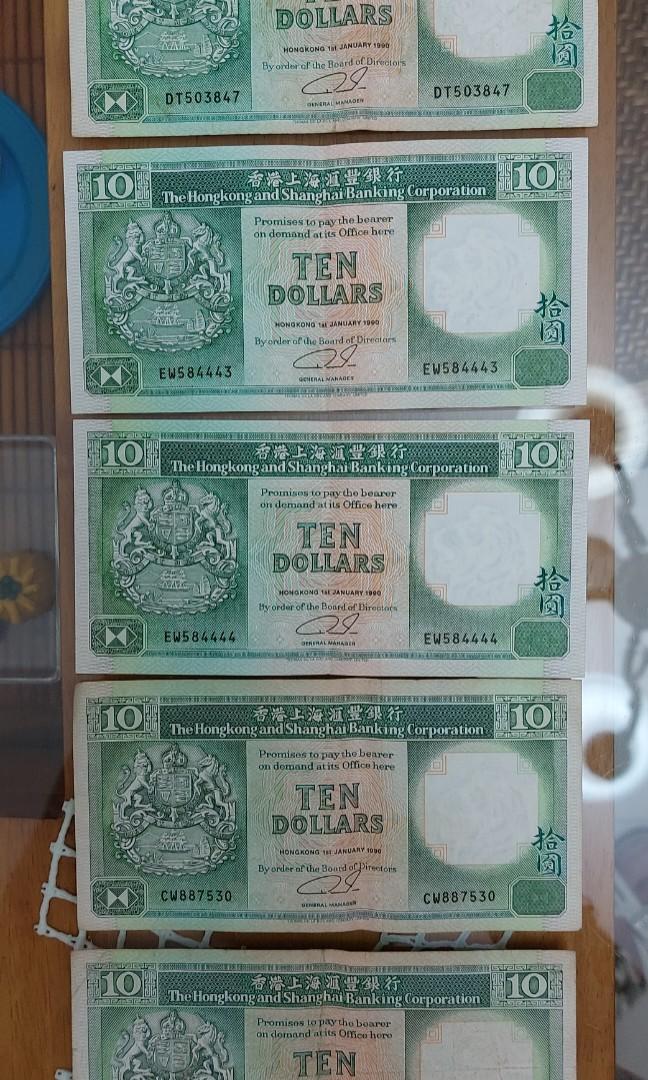 TEN
DOLLARS
HONGKONG 1st JANUARY 1990
By order of the Board of Directors
GENERAL MANAGER
DT503847
DT503847
拾圓
10
香港上海滙豐銀行
10
The Hongkong and Shanghai Banking Corporation
Promises to pay the bearer
on demand at its Office here
TEN
DOLLARS
HONGKONG 1st JANUARY 1990
By order of the Board of Directors
GENERAL MANAGER
EW584443
EW584443
拾圓
10
香港上海滙豐銀行
10
The Hongkong and Shanghai Banking Corporation
Promises to pay the bearer
on demand at its Office here
TEN
DOLLARS
HONGKONG 1st JANUARY 1990
By order of the Board of Directors
GENERAL MANAGER
EW584444
EW584444
拾圓
10
香港上海滙豐銀行
10
The Hongkong and Shanghai Banking Corporation
Promises to pay the bearer
on demand at its Office here
TEN
DOLLARS
HONGKONG 1st JANUARY 1990
By order of the Board of Directors
GENERAL MANAGER
CW887530
CW887530
拾圓
10
香港上海滙豐銀行
10
The Hongkong and Shanghai Banking Corporation
Promises to pay the bearer
on demand at its Office here
TEN